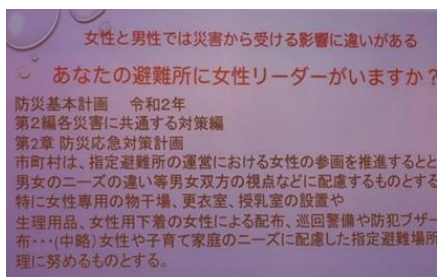 女性と男性では災害から受ける影響に違いがある
あなたの避難所に女性リーダーがいますか?
防災基本計画 令和2年
第2編各災害に共通する対策編
第2章 防災応急対策計画
市町村は、指定避難所の運営における女性の参画を推進するとと
男女のニーズの違い等男女双方の視点などに配慮するものとする
特に女性専用の物干場、更衣室、授乳室の設置や
生理用品、女性用下着の女性による配布、巡回警備や防犯ブザー
布・・・(中略)女性や子育て家庭のニーズに配慮した指定避難場所
理に努めるものとする。